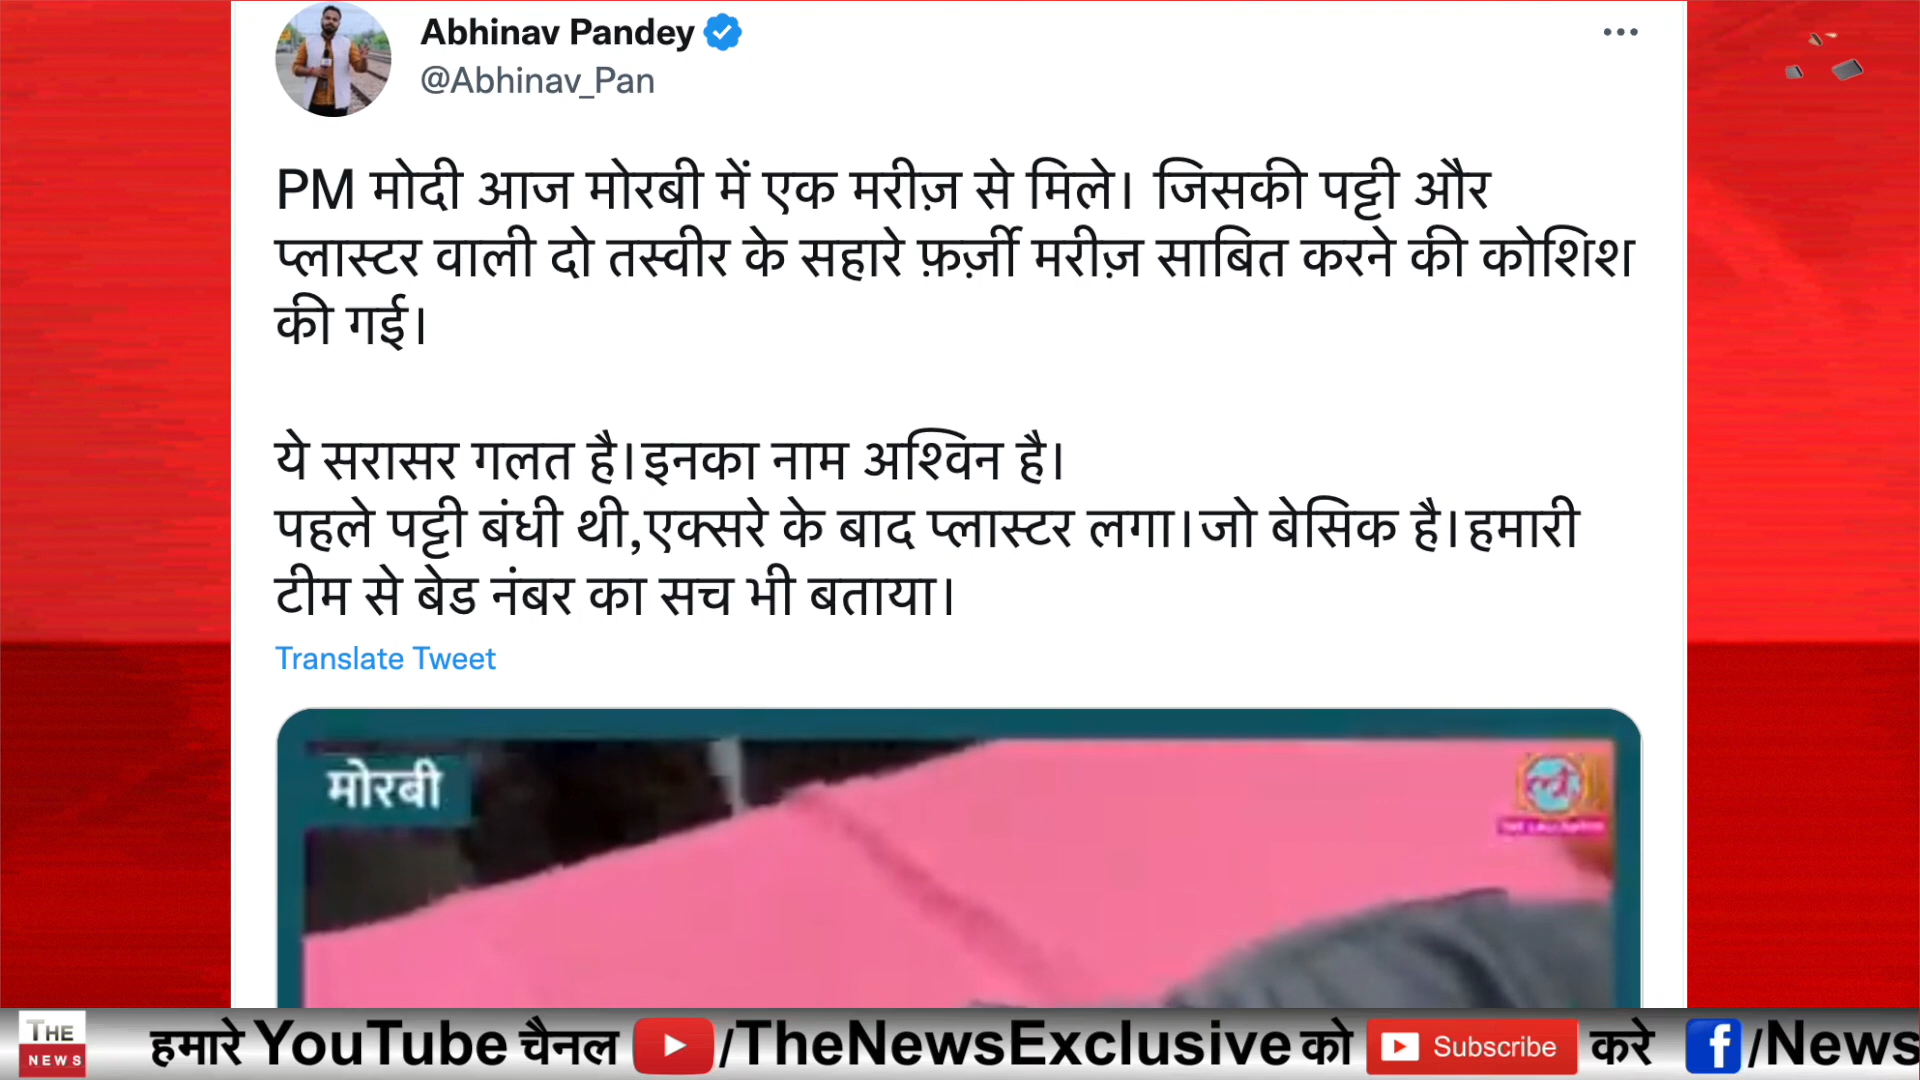 Abhinav Pandey
@Abhinav_Pan
PM मोदी आज मोरबी में एक मरीज़ से मिले। जिसकी पट्टी और
प्लास्टर वाली दो तस्वीर के सहारे फ़र्ज़ी मरीज़ साबित करने की कोशिश
की गई।
ये सरासर गलत है।इनका नाम अश्विन है।
पहले पट्टी बंधी थी,एक्सरे के बाद प्लास्टर लगा।जो बेसिक है।हमारी
टीम से बेड नंबर का सच भी बताया।
Translate Tweet
मोरबी
THE
NEWS
हमारे YouTube चैनल /TheNewsExclusive को Subscribe करे /News